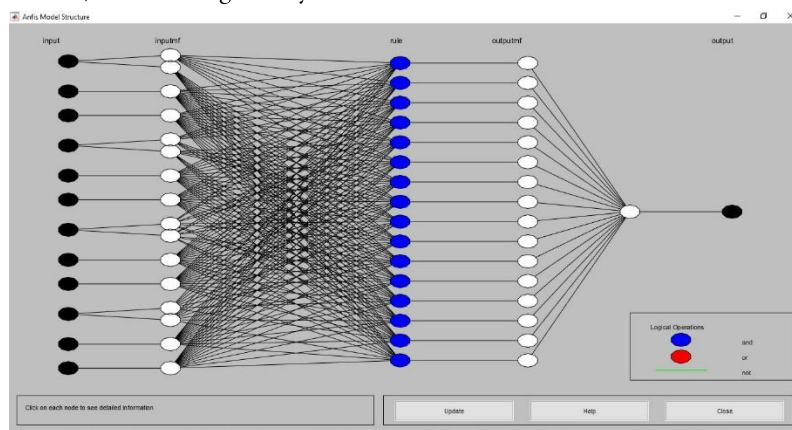 Anfis Model Structure
input inputmf rule outputmf output
Logical Operations
and
or
not
Click on each node to see detailed information
Update Help Close